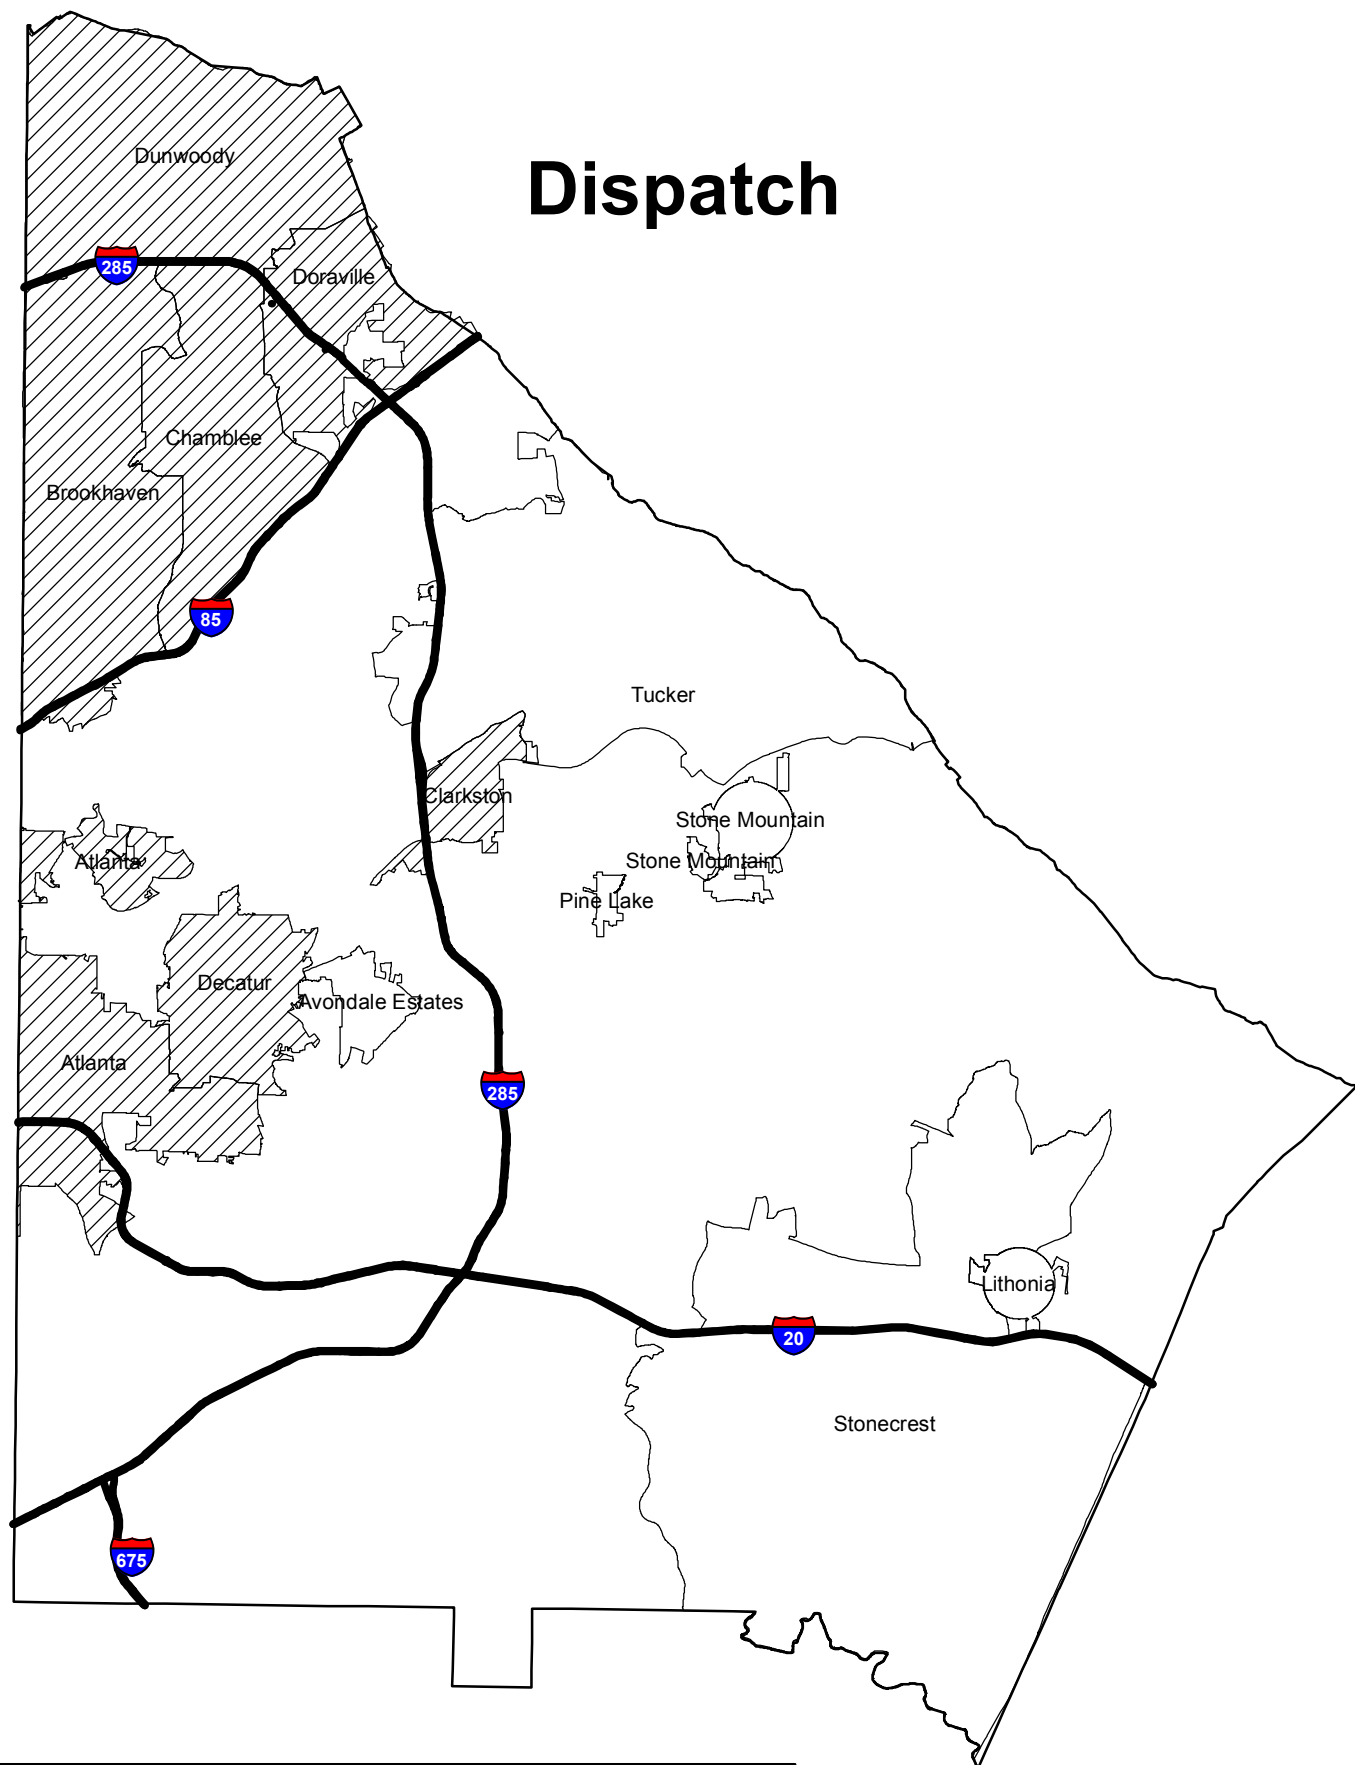 Dunwoody
Dispatch
285
Doraville
Chamblee
Brookhaven
85
Tucker
Clarkston
Stone Mountain
Atlanta
Stone Mountain
Pine Lake
Decatur
Avondale Estates
Atlanta
285
Lithonia
20
Stonecrest
675